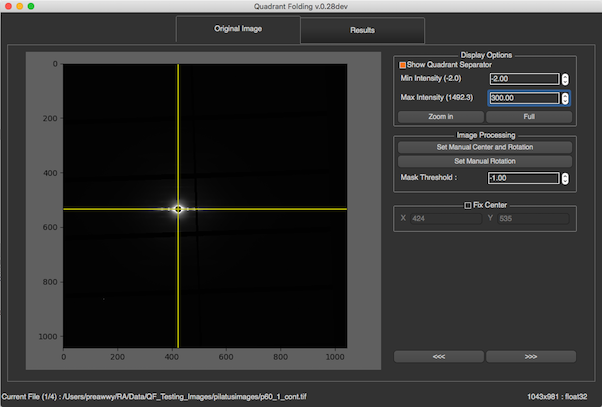 Quadrant Folding v.0.28dev
Original Image
Results
0
200
400
600
800
1000
0
200
400
600
800
1000
Display Options
Show Quadrant Separator
Min Intensity (-2.0)
-2.00
Max Intensity (1492.3)
300.00
Zoom in
Full
Image Processing
Set Manual Center and Rotation
Set Manual Rotation
Mask Threshold :
-1.00
Fix Center
X
424
Y
535
<<<
>>>
Current File (1/4) : /Users/preawwy/RA/Data/QF_Testing_Images/pilatusimages/p60_1_cont.tif
1043x981 : float32